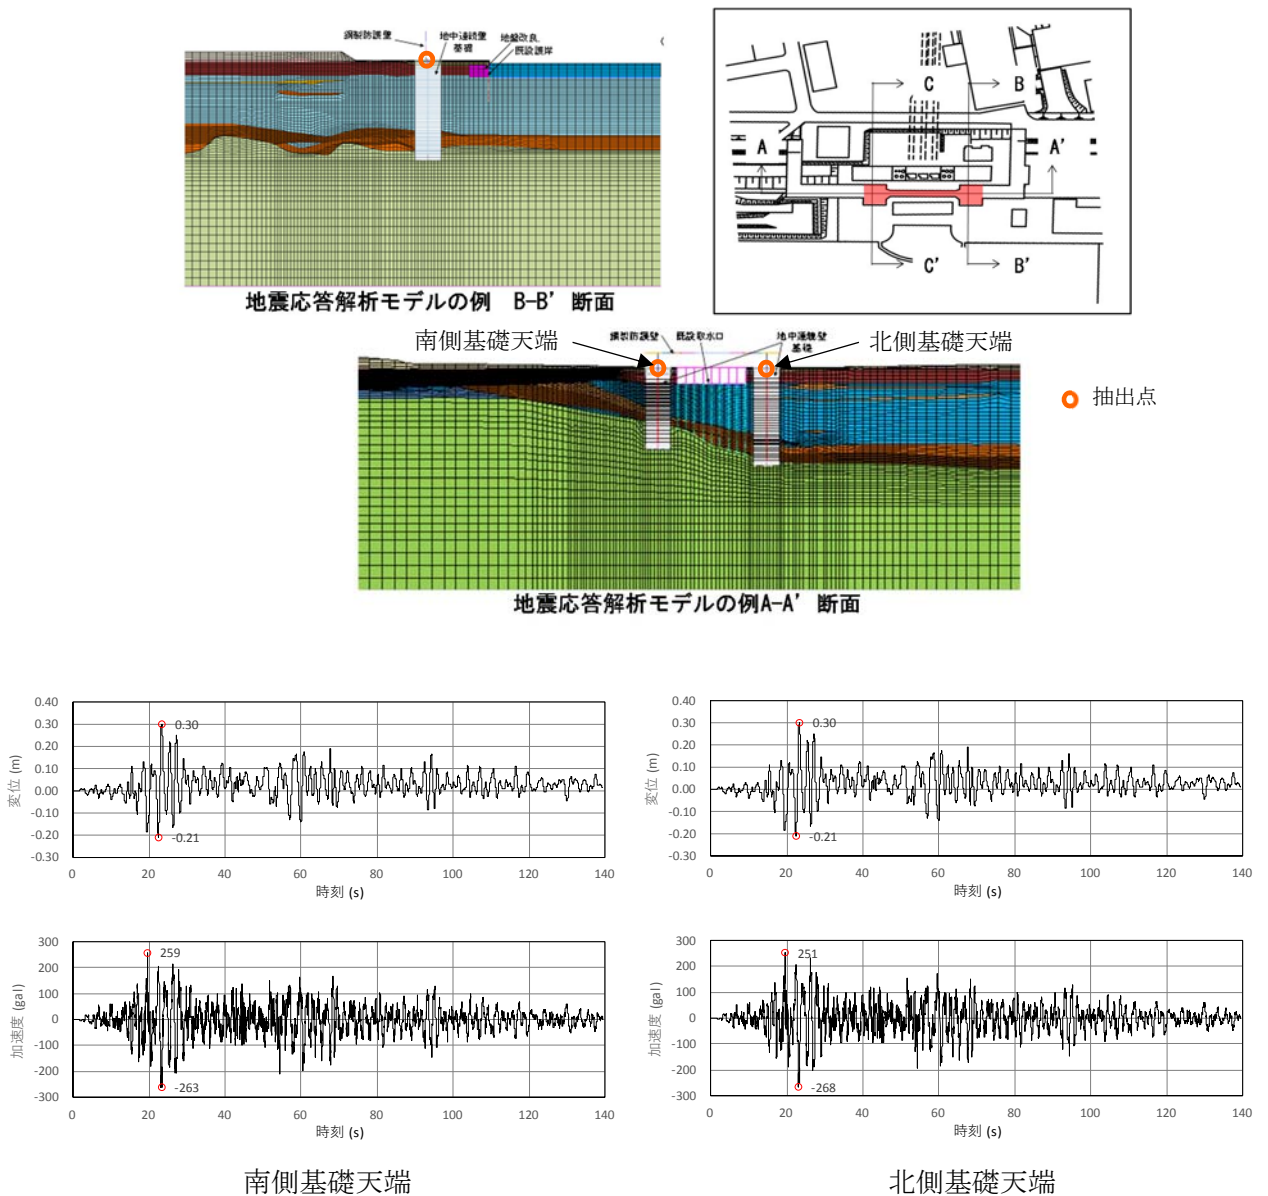 鋼製防護壁
地中連続壁
基礎
地盤改良
既設護岸
地震応答解析モデルの例 B-B’ 断面
C
B
A
A'
C'
B'
南側基礎天端
鋼製防護壁
既設取水口
地中連続壁
基礎
北側基礎天端
抽出点
地震応答解析モデルの例A-A’ 断面
変位 (m)
0.40
0.30
0.20
0.10
0.00
-0.10
-0.20
-0.30
0.30
-0.21
0 20 40 60 80 100 120 140
時刻 (s)
変位 (m)
0.40
0.30
0.20
0.10
0.00
-0.10
-0.20
-0.30
0.30
-0.21
0 20 40 60 80 100 120 140
時刻 (s)
加速度 (gal)
300
200
100
0
-100
-200
-300
259
-263
0 20 40 60 80 100 120 140
時刻 (s)
加速度 (gal)
300
200
100
0
-100
-200
-300
251
-268
0 20 40 60 80 100 120 140
時刻 (s)
南側基礎天端
北側基礎天端